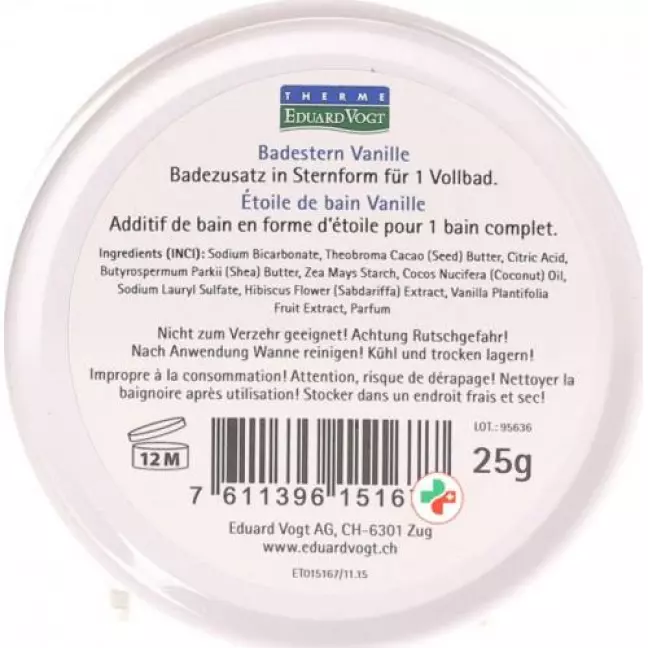 THERME
EDUARD VOGT
Badestern Vanille
Badezusatz in Sternform für 1 Vollbad.
Étoile de bain Vanille
Additif de bain en forme d'étoile pour 1 bain complet.
Ingredients (INCI): Sodium Bicarbonate, Theobroma Cacao (Seed) Butter, Citric Acid,
Butyrospermum Parkii (Shea) Butter, Zea Mays Starch, Cocos Nucifera (Coconut) Oil,
Sodium Lauryl Sulfate, Hibiscus Flower (Sabdariffa) Extract, Vanilla Plantifolia
Fruit Extract, Parfum
Nicht zum Verzehr geeignet! Achtung Rutschgefahr!
Nach Anwendung Wanne reinigen! Kühl und trocken lagern!
Impropre à la consommation! Attention, risque de dérapage! Nettoyer la
baignoire après utilisation! Stocker dans un endroit frais et sec!
LOT.: 95636
12 M
25g
7 611396 1516
Eduard Vogt AG, CH-6301 Zug
www.eduardvogt.ch
ET015167/11.15